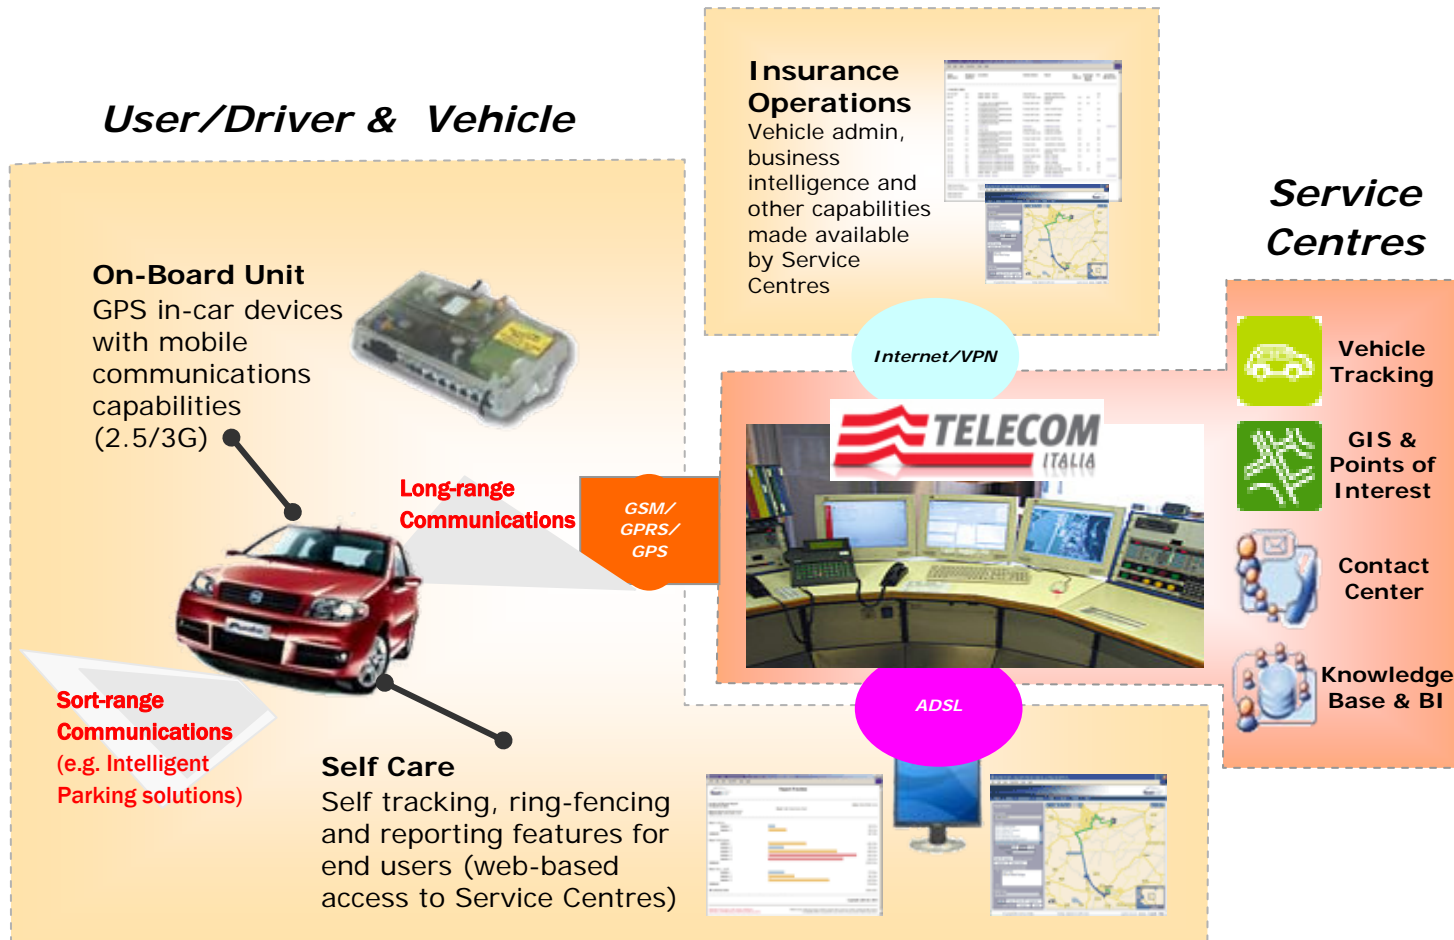 User/Driver & Vehicle
On-Board Unit
GPS in-car devices
with mobile
communications
capabilities
(2.5/3G)
Long-range
Communications
GSM/
GPRS/
GPS
Sort-range
Communications
(e.g. Intelligent
Parking solutions)
Self Care
Self tracking, ring-fencing
and reporting features for
end users (web-based
access to Service Centres)
Insurance
Operations
Vehicle admin,
business
intelligence and
other capabilities
made available
by Service
Centres
Internet/VPN
TELECOM
ITALIA
ADSL
Service
Centres
Vehicle
Tracking
GIS &
Points of
Interest
Contact
Center
Knowledge
Base & BI